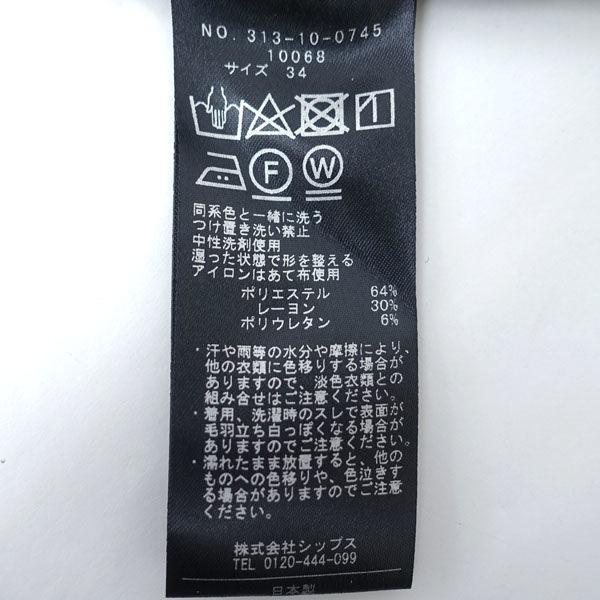 NO. 313-10-0745
10068
サイズ 34
F W
同系色と一緒に洗う
つけ置き洗い禁止
中性洗剤使用
湿った状態で形を整える
アイロンはあて布使用
ポリエステル 64%
レーヨン 30%
ポリウレタン 6%
・汗や雨等の水分や摩擦により、
他の衣類に色移りする場合が
ありますので、淡色衣類との
組み合せはご注意ください。
・着用、洗濯時のスレで表面が
毛羽立ち白っぽくなる場合が
ありますのでご注意ください。
・濡れたまま放置すると、他の
ものへの色移りや、色泣きす
る場合がありますのでご注意
ください。
株式会社シップス
TEL 0120-444-099
日本製